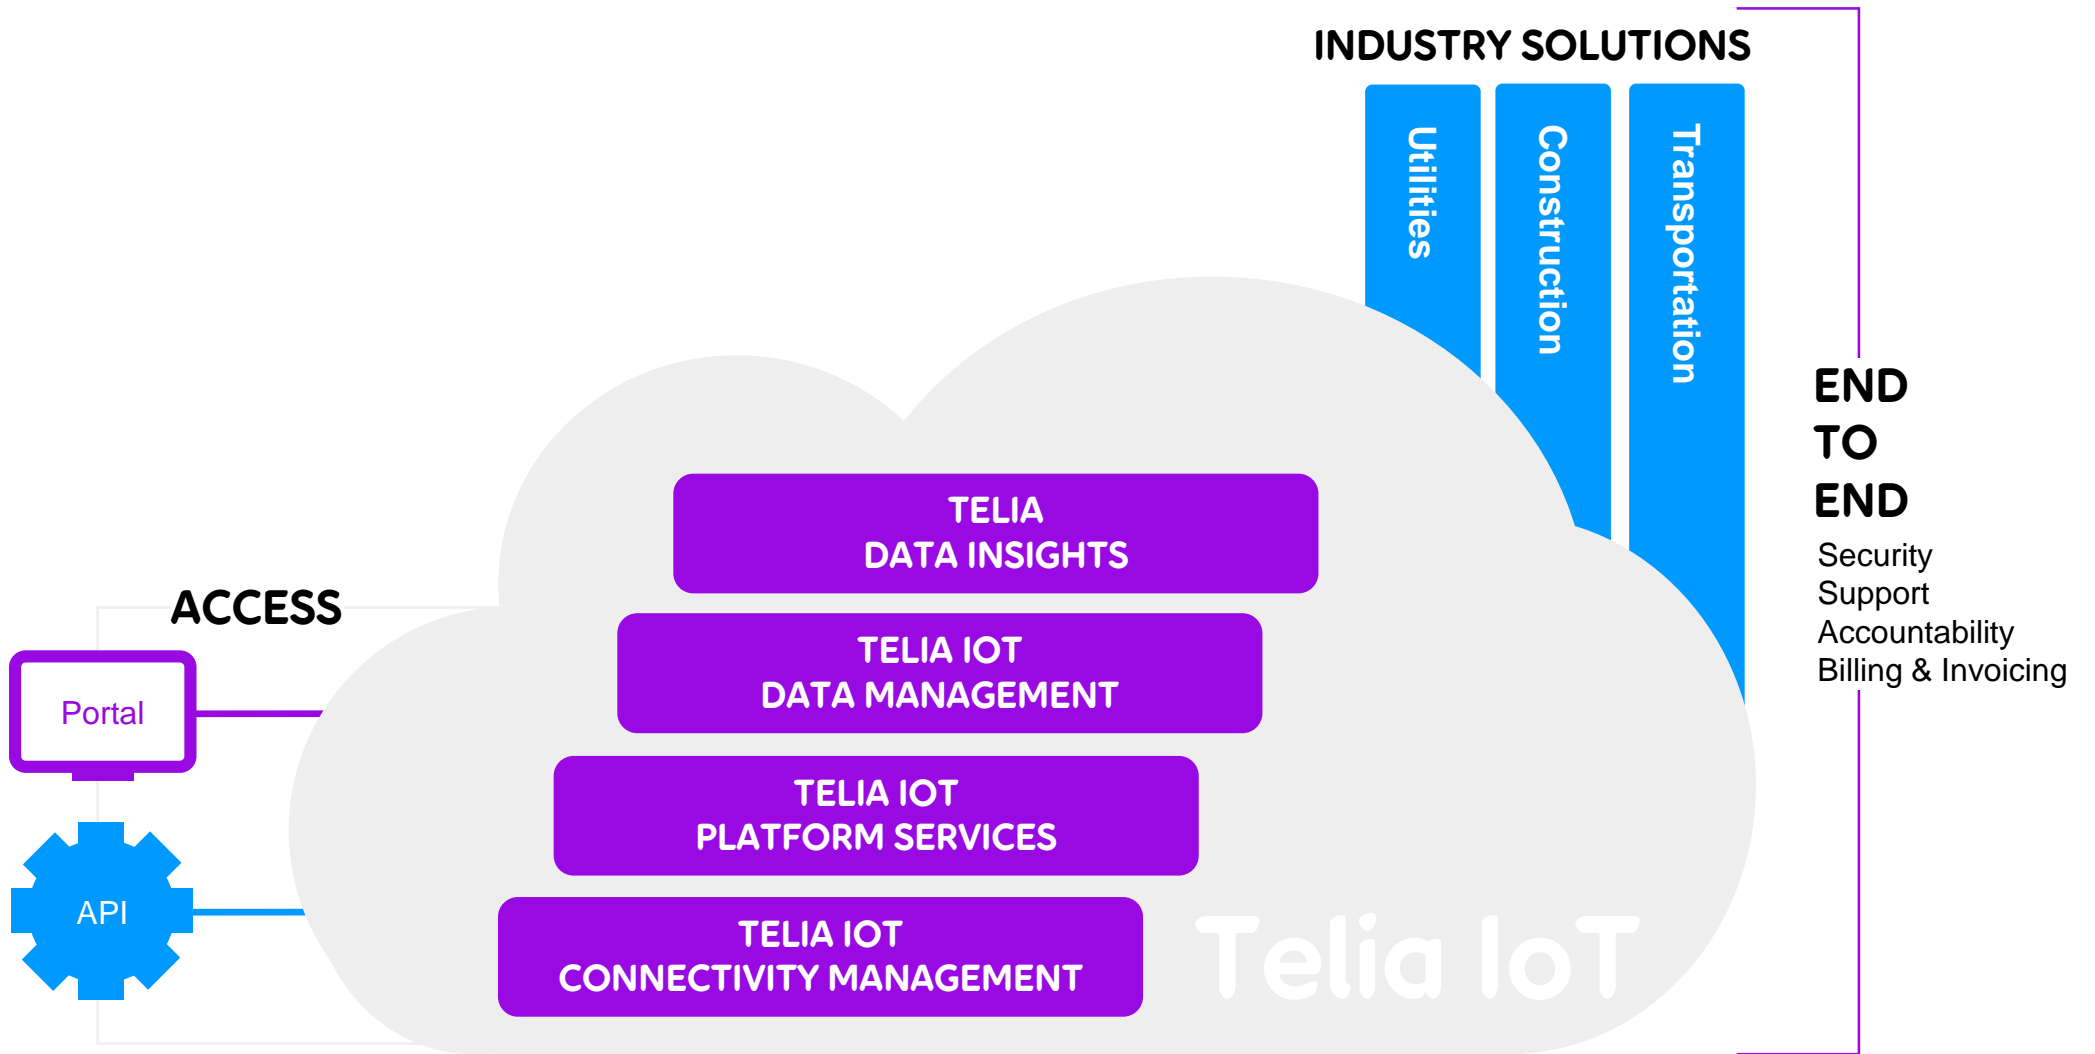 INDUSTRY SOLUTIONS
Utilities
Construction
Transportation
END
TO
END
Security
Support
Accountability
Billing & Invoicing
ACCESS
Portal
API
TELIA
DATA INSIGHTS
TELIA IOT
DATA MANAGEMENT
TELIA IOT
PLATFORM SERVICES
TELIA IOT
CONNECTIVITY MANAGEMENT
Telia IoT